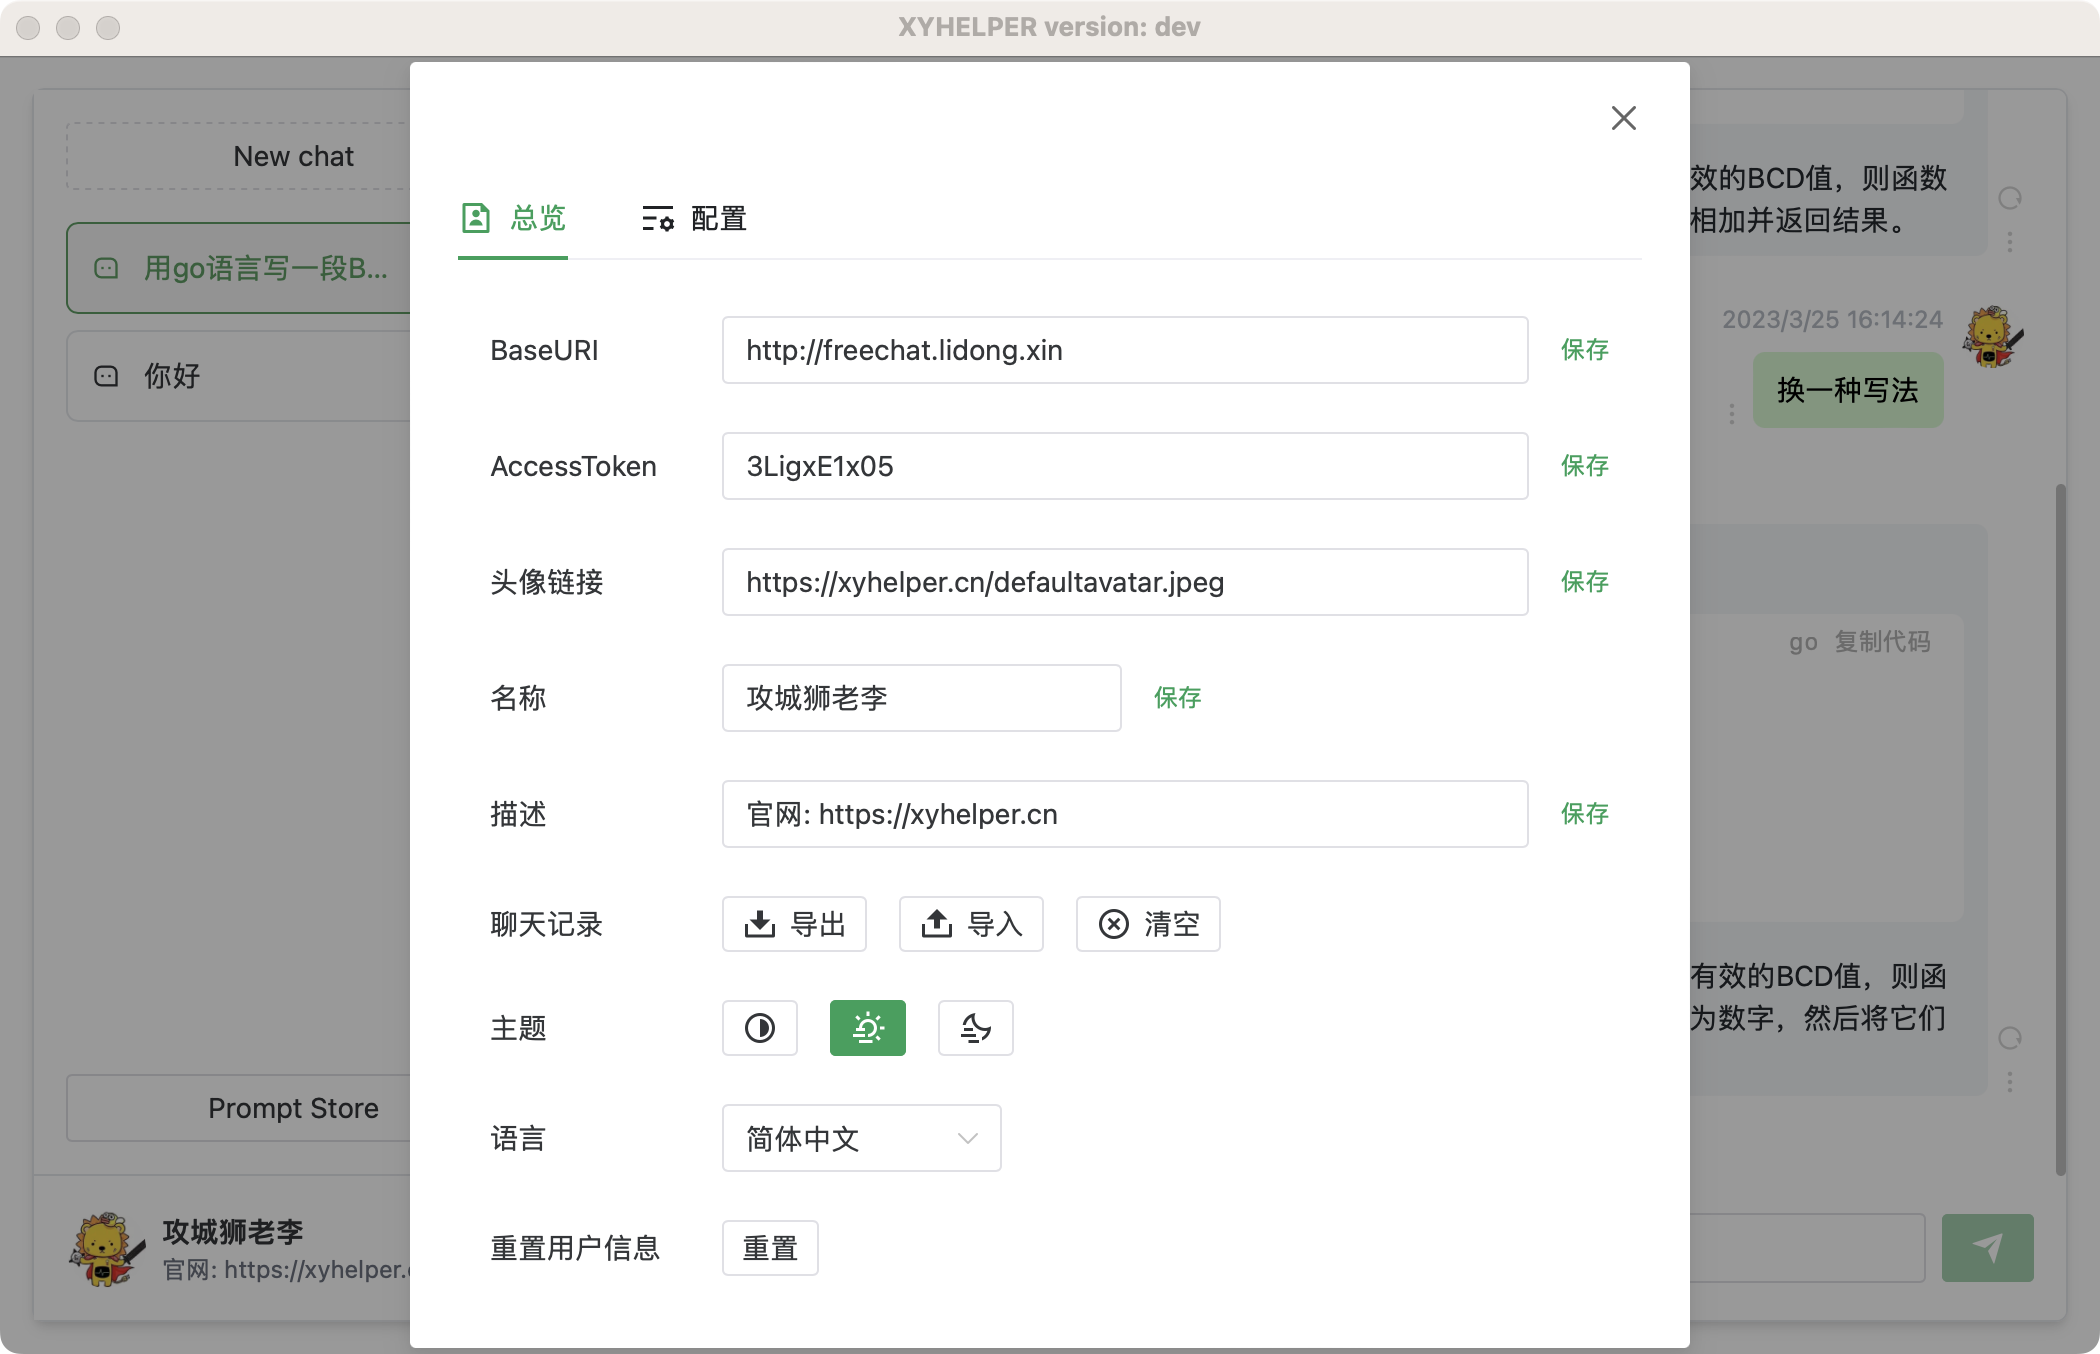 XYHELPER version: dev
New chat
用go语言写一段B...
你好
Prompt Store
攻城狮老李
官网: https://xyhelper.
总览
配置
BaseURI
http://freechat.lidong.xin
保存
AccessToken
3LigxE1x05
保存
头像链接
https://xyhelper.cn/defaultavatar.jpeg
保存
名称
攻城狮老李
保存
描述
官网: https://xyhelper.cn
保存
聊天记录
导出
导入
清空
主题
语言
简体中文
重置用户信息
重置
效的BCD值，则函数
相加并返回结果。
2023/3/25 16:14:24
换一种写法
go 复制代码
有效的BCD值，则函
为数字，然后将它们